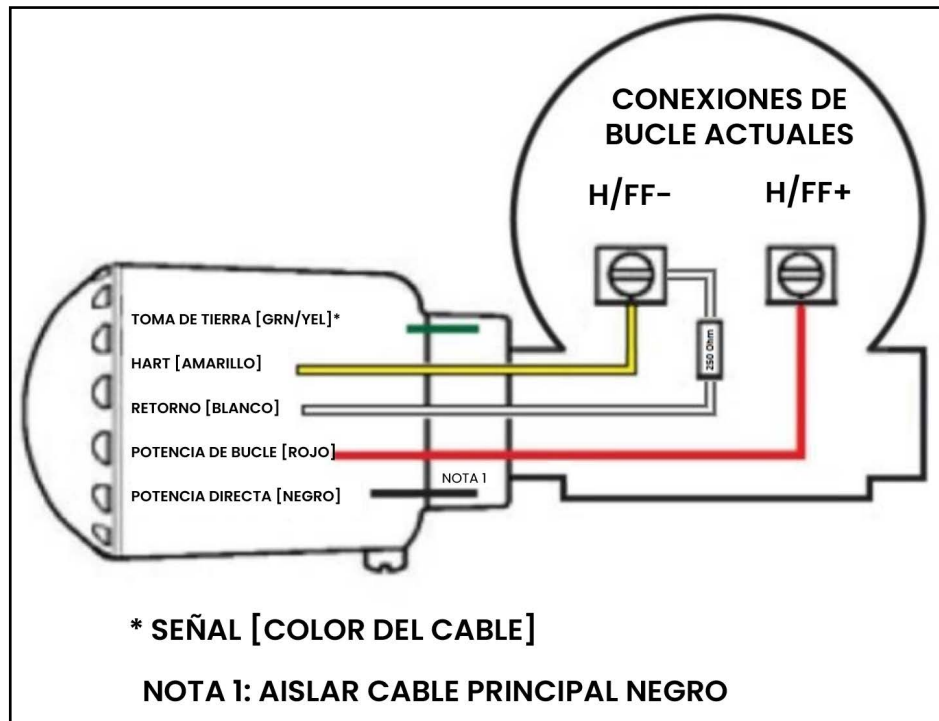 CONEXIONES DE
BUCLE ACTUALES
H/FF-
H/FF+
TOMA DE TIERRA [GRN/YEL]*
HART [AMARILLO]
250 Ohm
RETORNO [BLANCO]
POTENCIA DE BUCLE [ROJO]
NOTA 1
POTENCIA DIRECTA [NEGRO]
* SEÑAL [COLOR DEL CABLE]
NOTA 1: AISLAR CABLE PRINCIPAL NEGRO